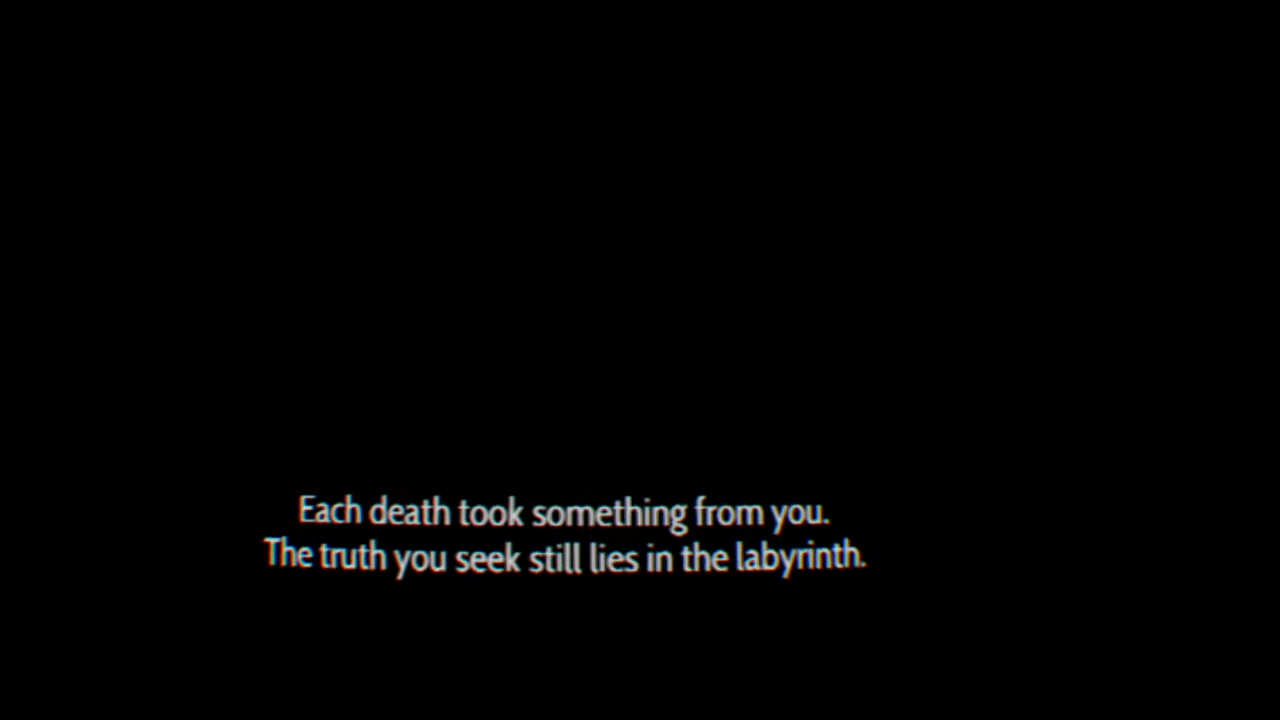 Each death took something from you.
The truth you seek still lies in the labyrinth.